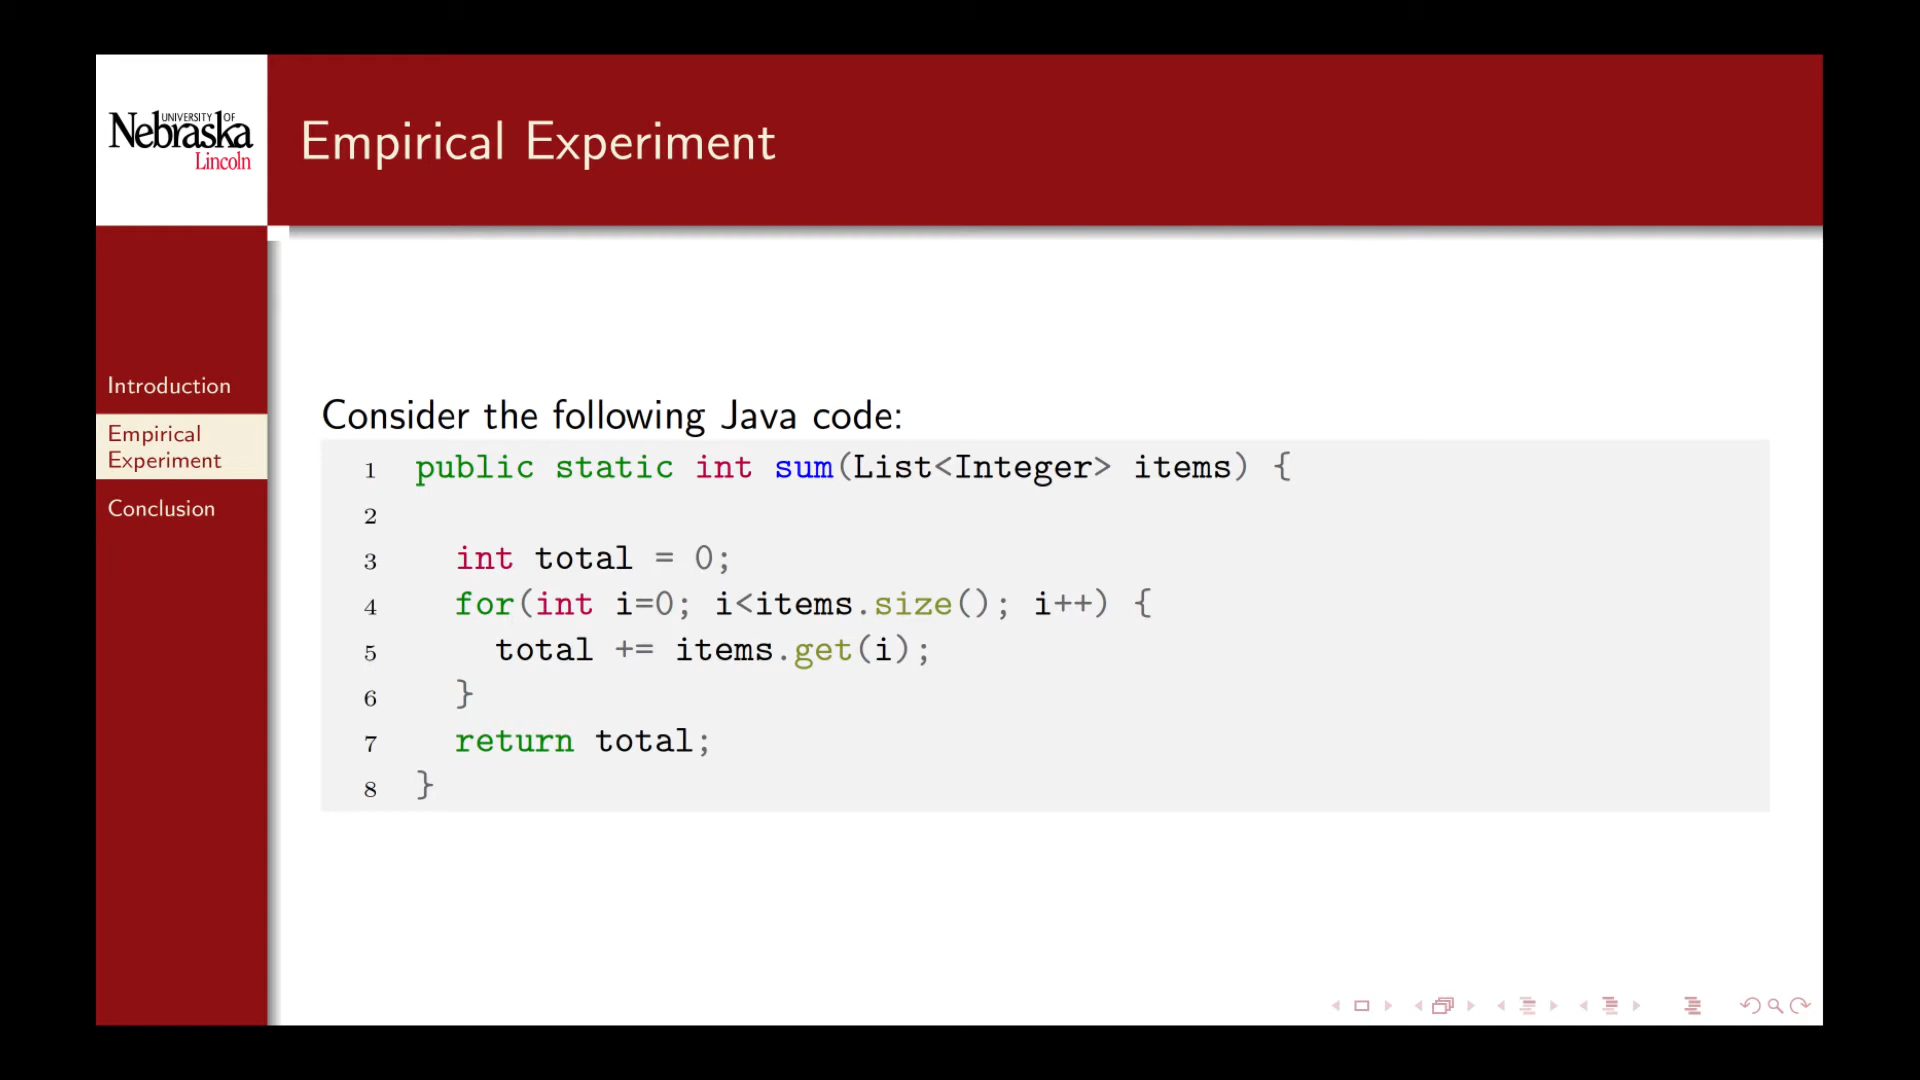 UNIVERSITY OF
Nebraska
Lincoln
Empirical Experiment
Introduction
Empirical
Experiment
Conclusion
Consider the following Java code:
1 public static int sum(List<Integer> items) {
2
3 int total = 0;
4 for(int i=0; i<items.size(); i++) {
5 total += items.get(i);
6 }
7 return total;
8 }